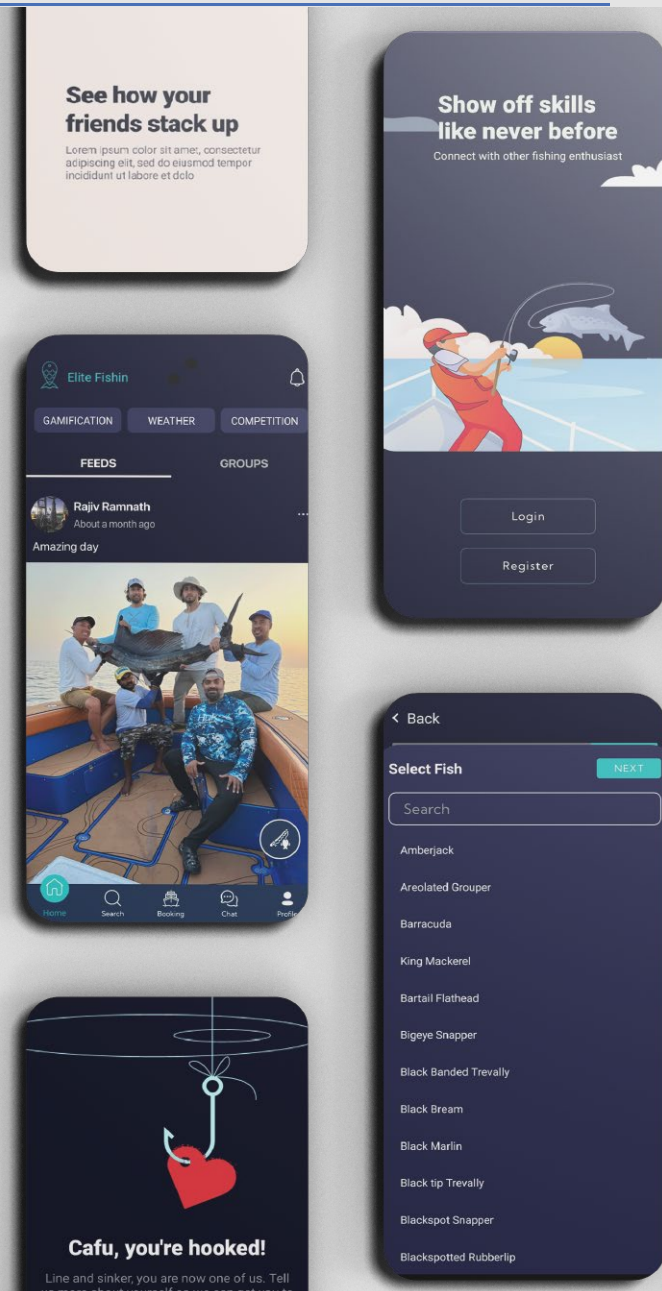 See how your
friends stack up
Lorem ipsum color sit amet, consectetur
adipiscing elit, sed do eiusmod tempor
incididunt ut labore et dolo
Show off skills
like never before
Connect with other fishing enthusiast
Login
Register
Elite Fishin
GAMIFICATION WEATHER COMPETITION
FEEDS GROUPS
Rajiv Ramnath
About a month ago
Amazing day
Home Search Booking Chat Profile
Back
Select Fish NEXT
Search
Amberjack
Areolated Grouper
Barracuda
King Mackerel
Bartail Flathead
Bigeye Snapper
Black Banded Trevally
Black Bream
Black Marlin
Black tip Trevally
Blackspot Snapper
Blackspotted Rubberlip
Cafu, you're hooked!
Line and sinker, you are now one of us. Tell